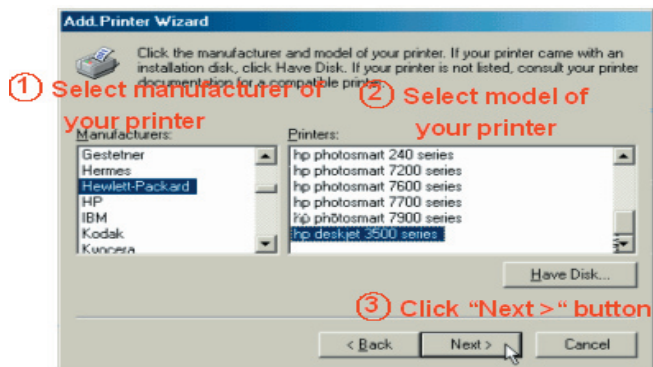 Add Printer Wizard
Click the manufacturer and model of your printer. If your printer came with an
installation disk, click Have Disk. If your printer is not listed, consult your printer
documentation for a compatible printer.
① Select manufacturer of
your printer
② Select model of
your printer
Manufacturers:
Gestetner
Hermes
Hewlett-Packard
HP
IBM
Kodak
Kyocera
Printers:
hp photosmart 240 series
hp photosmart 7200 series
hp photosmart 7600 series
hp photosmart 7700 series
hp photosmart 7900 series
hp deskjet 3500 series
Have Disk...
③ Click “Next >“ button
< Back
Next >
Cancel